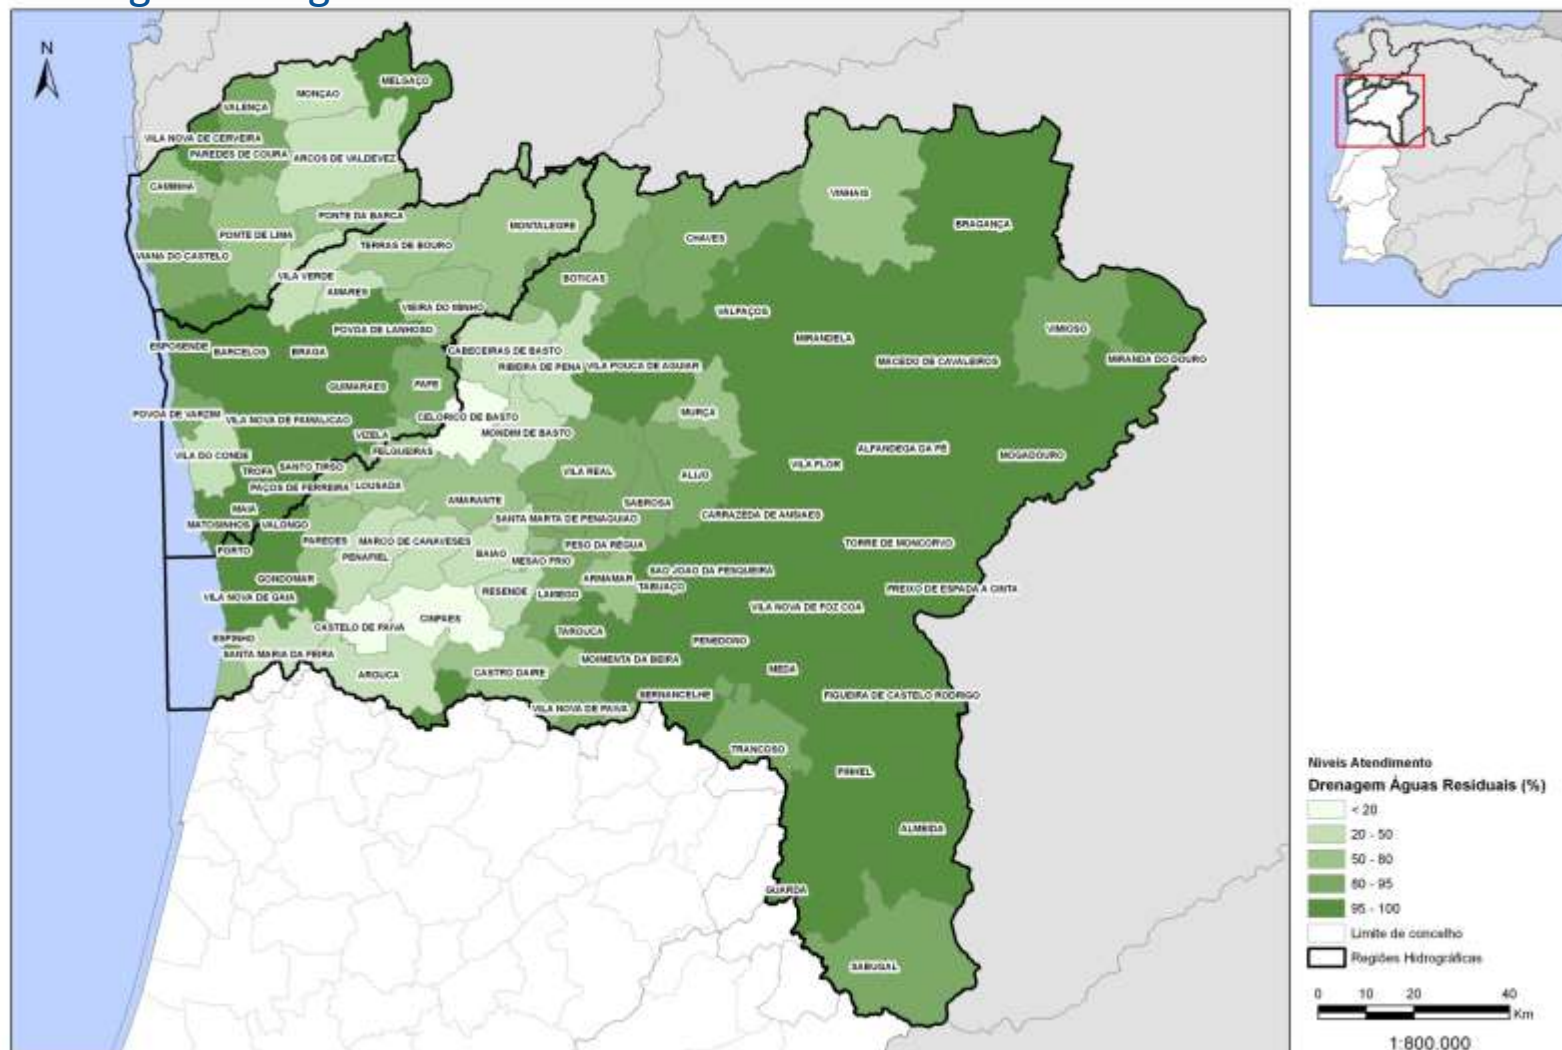 N
MELGAÇO
MONÇAO
VALENÇA
VILA NOVA DE CERVEIRA
PAREDES DE COURA
ARCOS DE VALDEVEZ
CAMINHA
PONTE DA BARCA
PONTE DE LIMA
VIANA DO CASTELO
TERRAS DE BOURO
MONTALEGRE
VINHAIS
BRAGANÇA
CHAVES
VILA VERDE
AMARES
BOTICAS
VIEIRA DO MINHO
VALPAÇOS
POVOA DE LANHOSO
VIMIOSO
MIRANDELA
ESPOSENDE
BARCELOS
BRAGA
CABECEIRAS DE BASTO
RIBEIRA DE PENA
VILA POUCA DE AGUIAR
MACEDO DE CAVALEIROS
MIRANDA DO DOURO
GUIMARAES
FAFE
POVOA DE VARZIM
VILA NOVA DE FAMALICAO
CELORICO DE BASTO
MURÇA
VIZELA
MONDIM DE BASTO
FELGUEIRAS
ALFANDEGA DA FÉ
VILA DO CONDE
MOGADOURO
TROFA
SANTO TIRSO
VILA REAL
ALIJO
VILA FLOR
PAÇOS DE FERREIRA
LOUSADA
AMARANTE
SABROSA
MAIA
SANTA MARTA DE PENAGUIAO
CARRAZEDA DE ANSIAES
MATOSINHOS
VALONGO
PAREDES
MARCO DE CANAVESES
PESO DA REGUA
TORRE DE MONCORVO
PORTO
PENAFIEL
BAIAO
MESAO FRIO
SAO JOAO DA PESQUEIRA
GONDOMAR
ARMAMAR
TABUAÇO
RESENDE
LAMEGO
FREIXO DE ESPADA A CINTA
VILA NOVA DE GAIA
VILA NOVA DE FOZ COA
CINFAES
CASTELO DE PAIVA
TAROUCA
ESPINHO
PENEDONO
SANTA MARIA DA FEIRA
MOIMENTA DA BEIRA
MEDA
AROUCA
CASTRO DAIRE
SERNANCELHE
FIGUEIRA DE CASTELO RODRIGO
VILA NOVA DE PAIVA
TRANCOSO
PINHEL
ALMEIDA
GUARDA
SABUGAL
Niveis Atendimento
Drenagem Águas Residuais (%)
< 20
20 - 50
50 - 80
80 - 95
95 - 100
Limite de concelho
Regiões Hidrográficas
0 10 20 40
Km
1:800.000